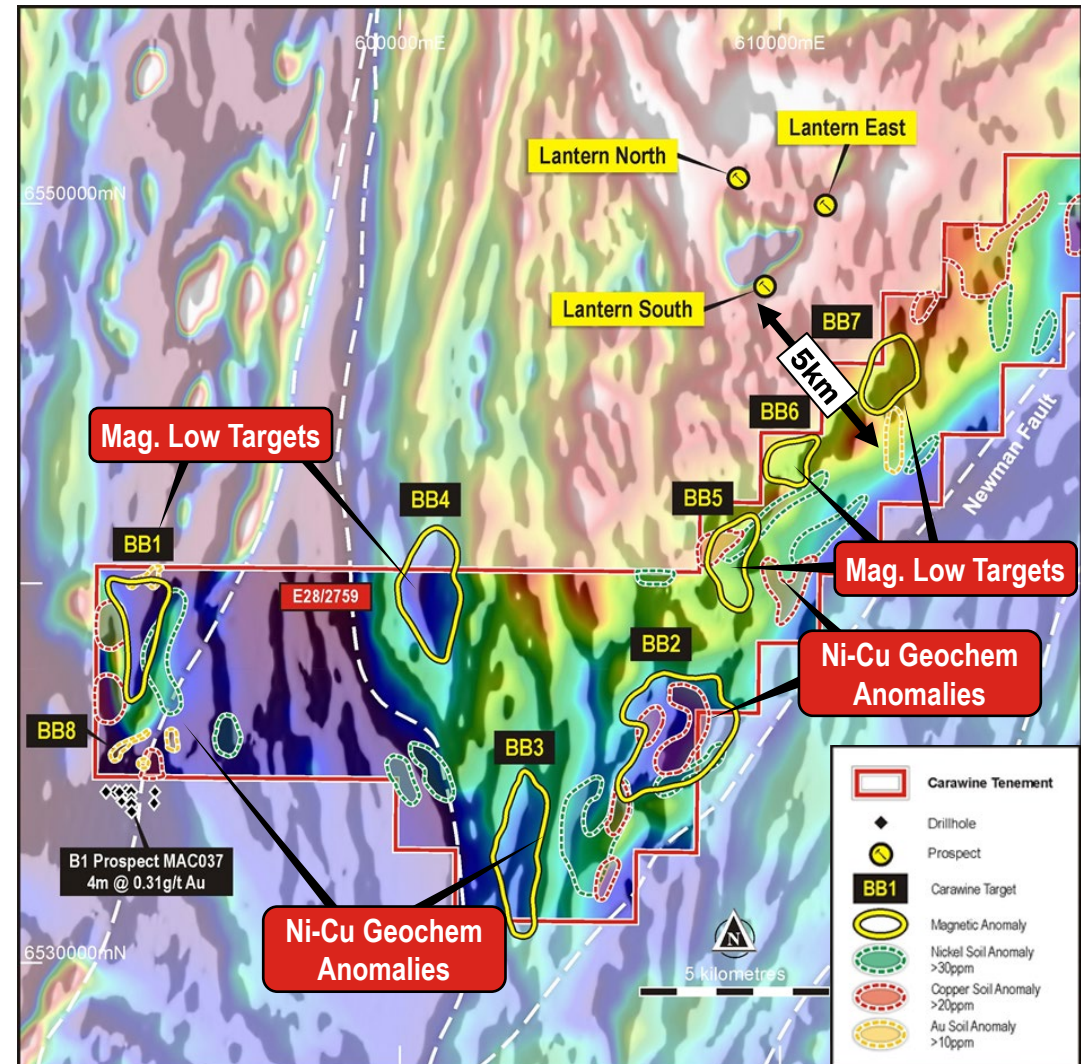 600000mE
610000mE
Lantern East
Lantern North
6550000mN
Lantern South
BB7
5km
BB6
Mag. Low Targets
BB4
BB5
Newman Fault
BB1
Mag. Low Targets
E28/2759
BB2
Ni-Cu Geochem
Anomalies
BB8
BB3
B1 Prospect MAC037
4m @ 0.31g/t Au
Ni-Cu Geochem
Anomalies
6530000mN
N
5 kilometres
Carawine Tenement
Drillhole
Prospect
BB1 Carawine Target
Magnetic Anomaly
Nickel Soil Anomaly
>30ppm
Copper Soil Anomaly
>20ppm
Au Soil Anomaly
>10ppm